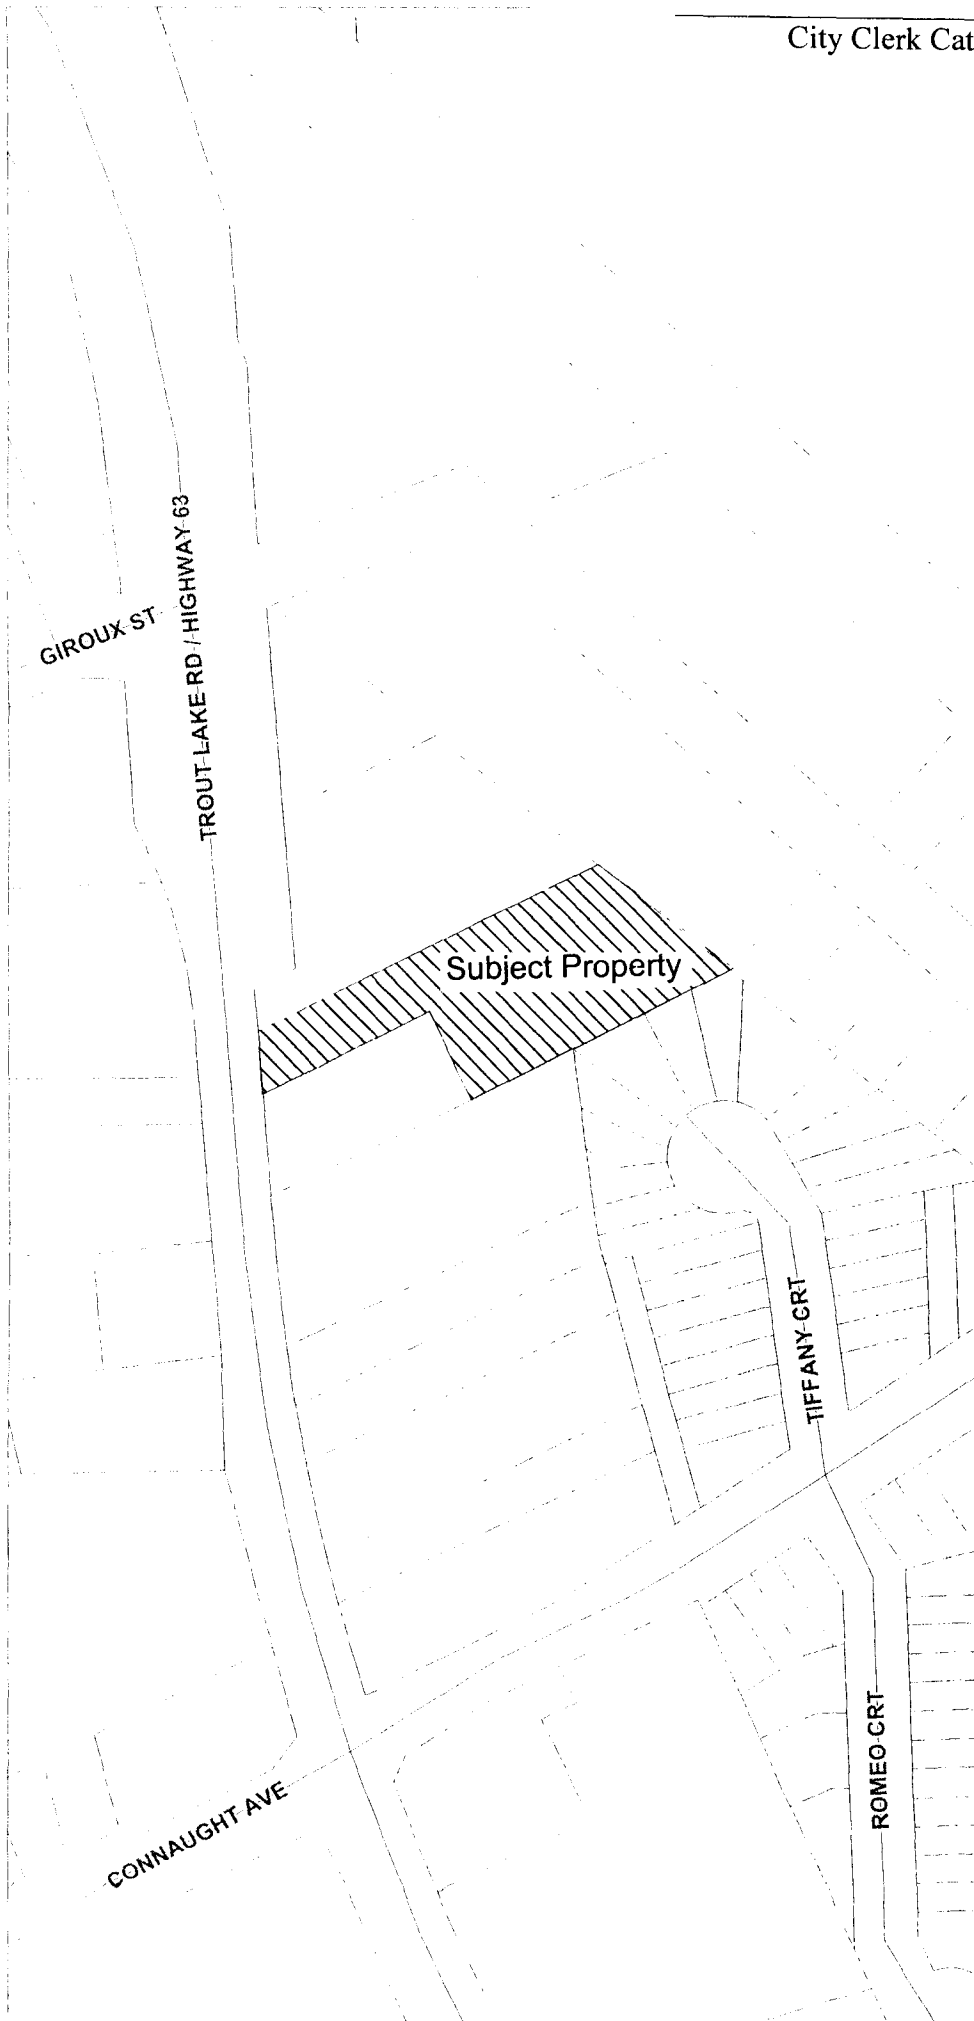 City Clerk Cat
TROUT LAKE RD / HIGHWAY 63
GIROUX ST
Subject Property
TIFFANY CRT
ROMEO CRT
CONNAUGHT AVE